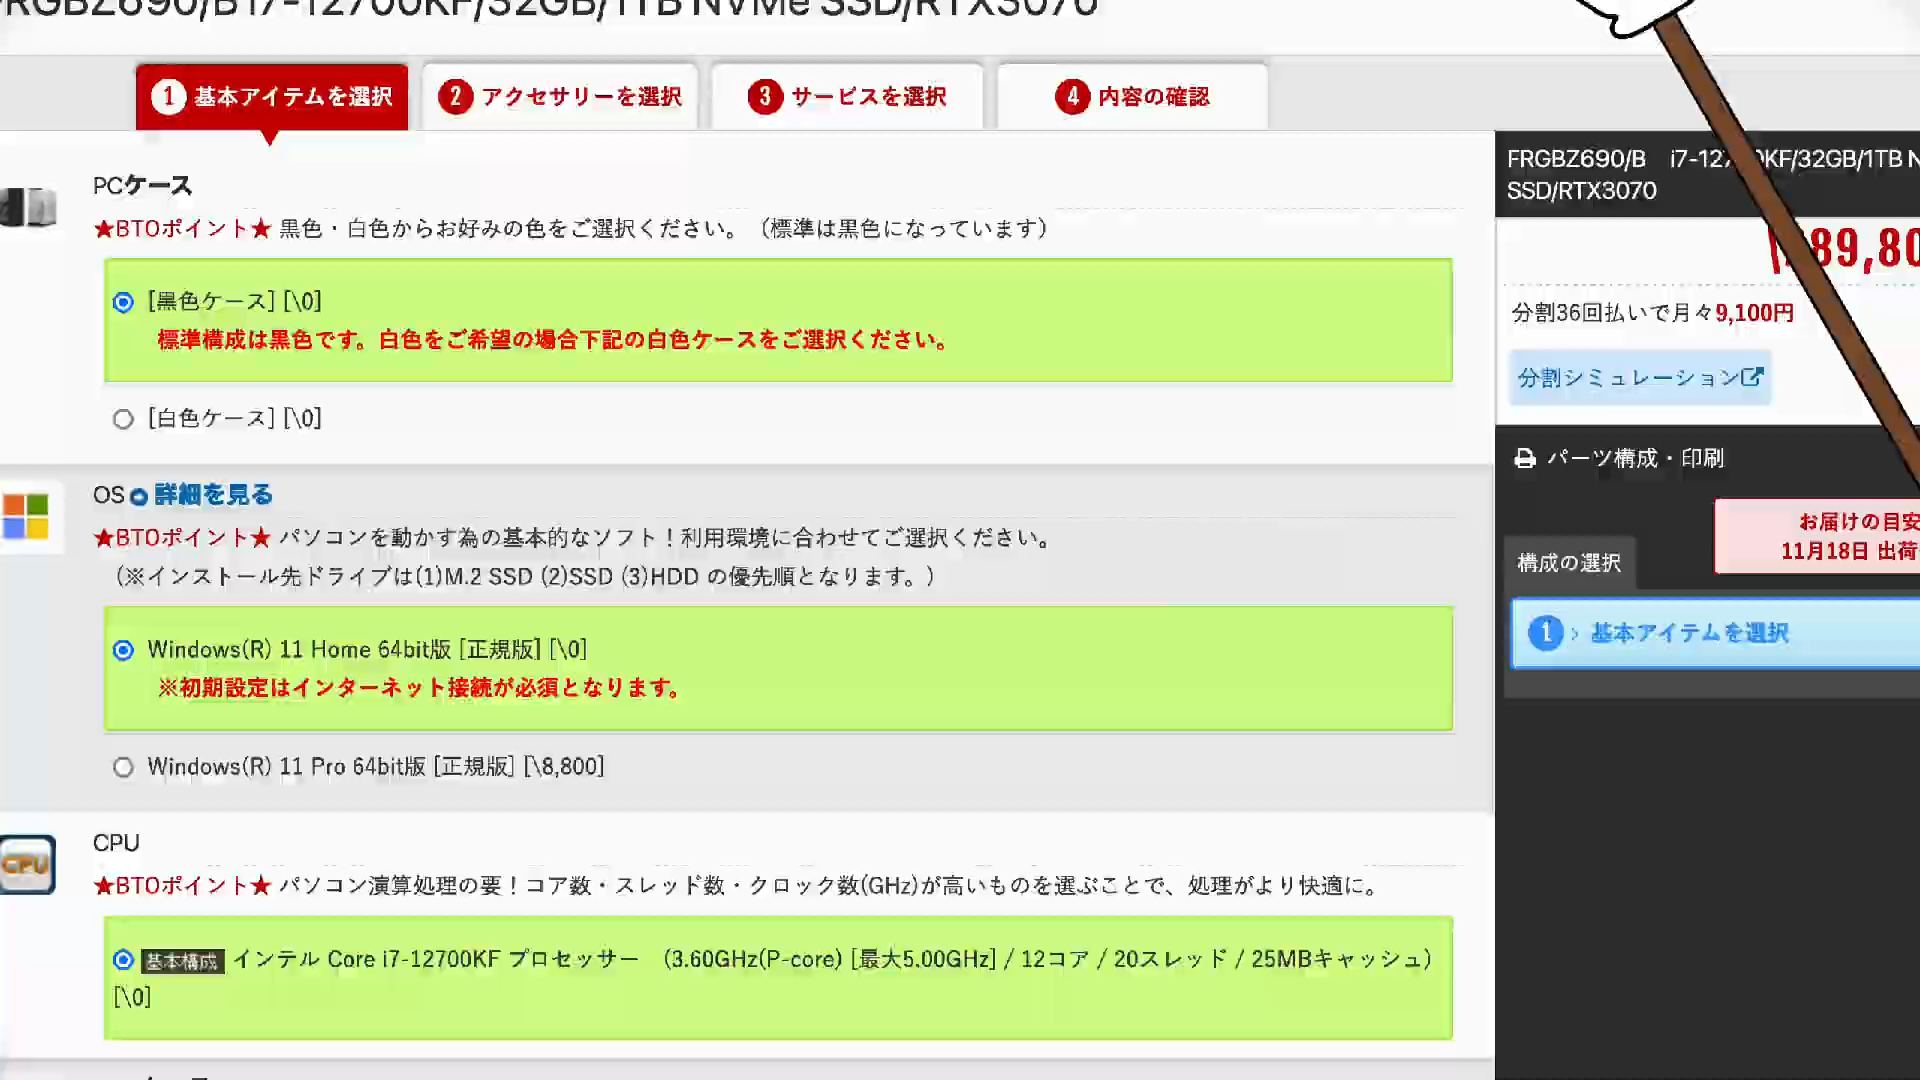 FRGBZ690/B i7-12700KF/32GB/1TB NVMe SSD/RTX3070
1 基本アイテムを選択
2 アクセサリーを選択
3 サービスを選択
4 内容の確認
PCケース
★BTOポイント★ 黒色・白色からお好みの色をご選択ください。（標準は黒色になっています）
[黒色ケース] [\0]
標準構成は黒色です。白色をご希望の場合下記の白色ケースをご選択ください。
[白色ケース] [\0]
OS 詳細を見る
★BTOポイント★ パソコンを動かす為の基本的なソフト！利用環境に合わせてご選択ください。
（※インストール先ドライブは(1)M.2 SSD (2)SSD (3)HDD の優先順となります。）
Windows(R) 11 Home 64bit版 [正規版] [\0]
※初期設定はインターネット接続が必須となります。
Windows(R) 11 Pro 64bit版 [正規版] [\8,800]
CPU
CPU
★BTOポイント★ パソコン演算処理の要！コア数・スレッド数・クロック数(GHz)が高いものを選ぶことで、処理がより快適に。
基本構成 インテル Core i7-12700KF プロセッサー （3.60GHz(P-core) [最大5.00GHz] / 12コア / 20スレッド / 25MBキャッシュ）
[\0]
FRGBZ690/B i7-12 KF/32GB/1TB N
SSD/RTX3070
89,80
分割36回払いで月々9,100円
分割シミュレーション
パーツ構成・印刷
お届けの目安
11月18日 出荷
構成の選択
1 › 基本アイテムを選択